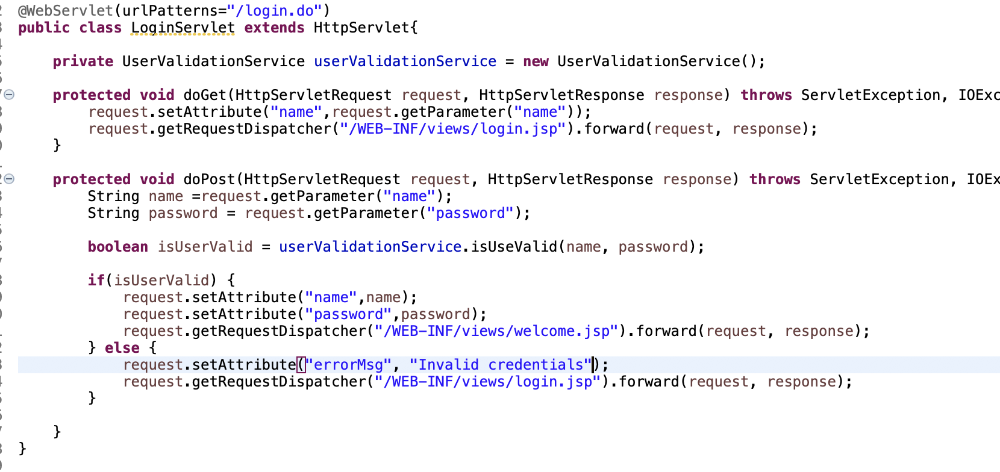 @WebServlet(urlPatterns="/login.do")
public class LoginServlet extends HttpServlet{
private UserValidationService userValidationService = new UserValidationService();
protected void doGet(HttpServletRequest request, HttpServletResponse response) throws ServletException, IOExc
request.setAttribute("name",request.getParameter("name"));
request.getRequestDispatcher("/WEB-INF/views/login.jsp").forward(request, response);
}
protected void doPost(HttpServletRequest request, HttpServletResponse response) throws ServletException, IOEx
String name =request.getParameter("name");
String password = request.getParameter("password");
boolean isUserValid = userValidationService.isUseValid(name, password);
if(isUserValid) {
request.setAttribute("name",name);
request.setAttribute("password",password);
request.getRequestDispatcher("/WEB-INF/views/welcome.jsp").forward(request, response);
} else {
request.setAttribute("errorMsg", "Invalid credentials");
request.getRequestDispatcher("/WEB-INF/views/login.jsp").forward(request, response);
}
}
}